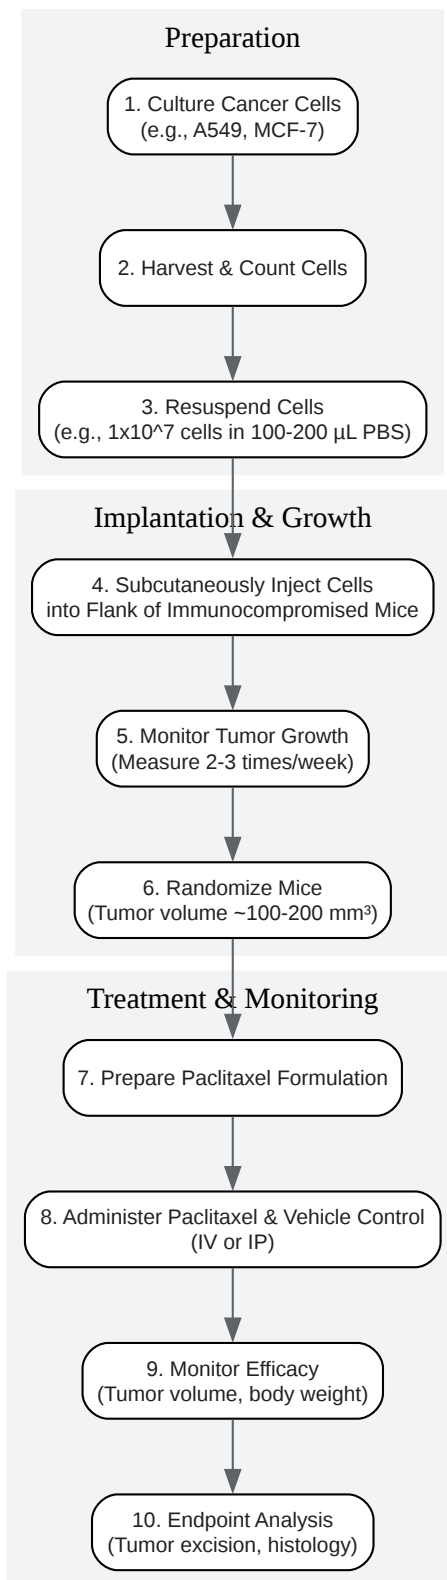 Preparation
1. Culture Cancer Cells
(e.g., A549, MCF-7)
2. Harvest & Count Cells
3. Resuspend Cells
(e.g., 1x10^7 cells in 100-200 µL PBS)
Implantation & Growth
4. Subcutaneously Inject Cells
into Flank of Immunocompromised Mice
5. Monitor Tumor Growth
(Measure 2-3 times/week)
6. Randomize Mice
(Tumor volume ~100-200 mm³)
Treatment & Monitoring
7. Prepare Paclitaxel Formulation
8. Administer Paclitaxel & Vehicle Control
(IV or IP)
9. Monitor Efficacy
(Tumor volume, body weight)
10. Endpoint Analysis
(Tumor excision, histology)